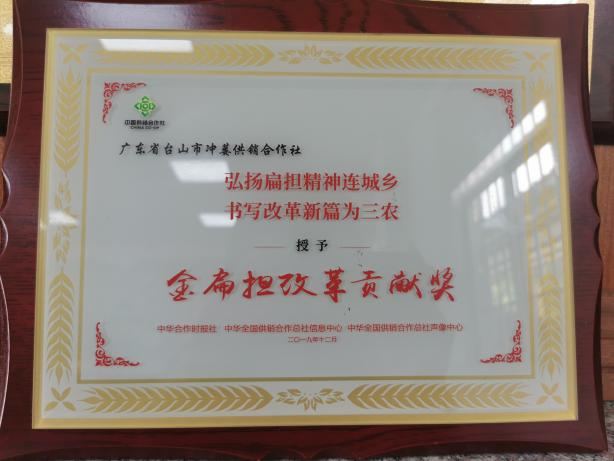 中国供销合作社
CHINA CO-OP
广东省台山市冲蒌供销合作社
弘扬扁担精神连城乡
书写改革新篇为三农
授予
金扁担改革贡献奖
中华合作时报社 中华全国供销合作总社信息中心 中华全国供销合作总社声像中心
二〇一九年十二月